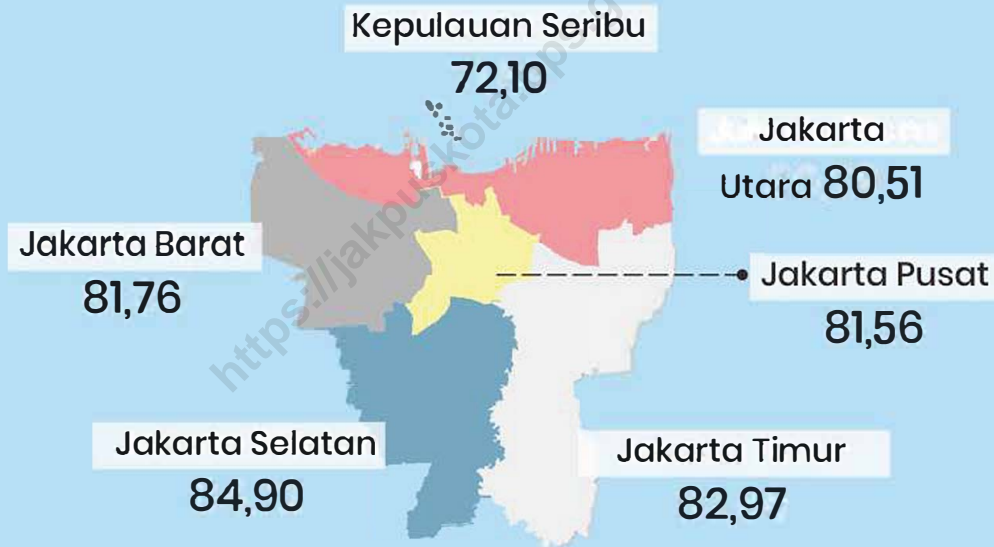 Kepulauan Seribu
72,10
Jakarta
Utara 80,51
Jakarta Barat
81,76
Jakarta Pusat
81,56
Jakarta Selatan
84,90
Jakarta Timur
82,97